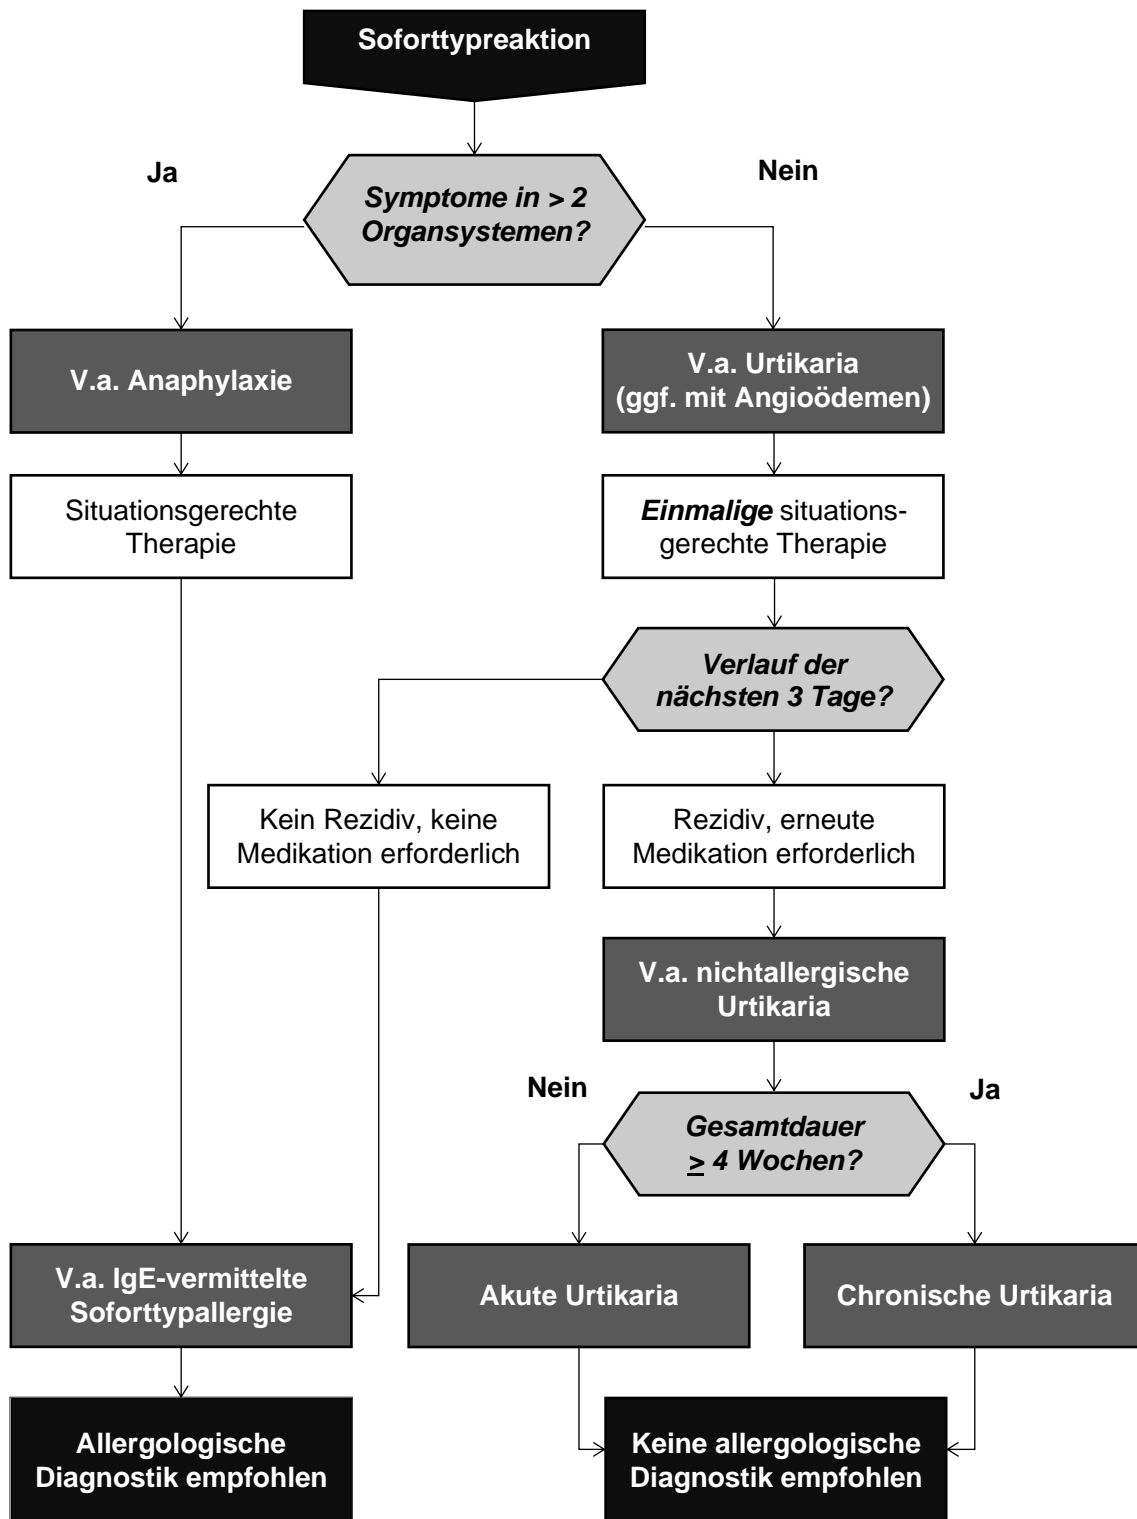 Soforttypreaktion
Ja
Nein
Symptome in > 2
Organsystemen?
V.a. Anaphylaxie
V.a. Urtikaria
(ggf. mit Angioödemen)
Situationsgerechte
Therapie
Einmalige situations-
gerechte Therapie
Verlauf der
nächsten 3 Tage?
Kein Rezidiv, keine
Medikation erforderlich
Rezidiv, erneute
Medikation erforderlich
V.a. nichtallergische
Urtikaria
Nein
Ja
Gesamtdauer
≥ 4 Wochen?
V.a. IgE-vermittelte
Soforttypallergie
Akute Urtikaria
Chronische Urtikaria
Allergologische
Diagnostik empfohlen
Keine allergologische
Diagnostik empfohlen